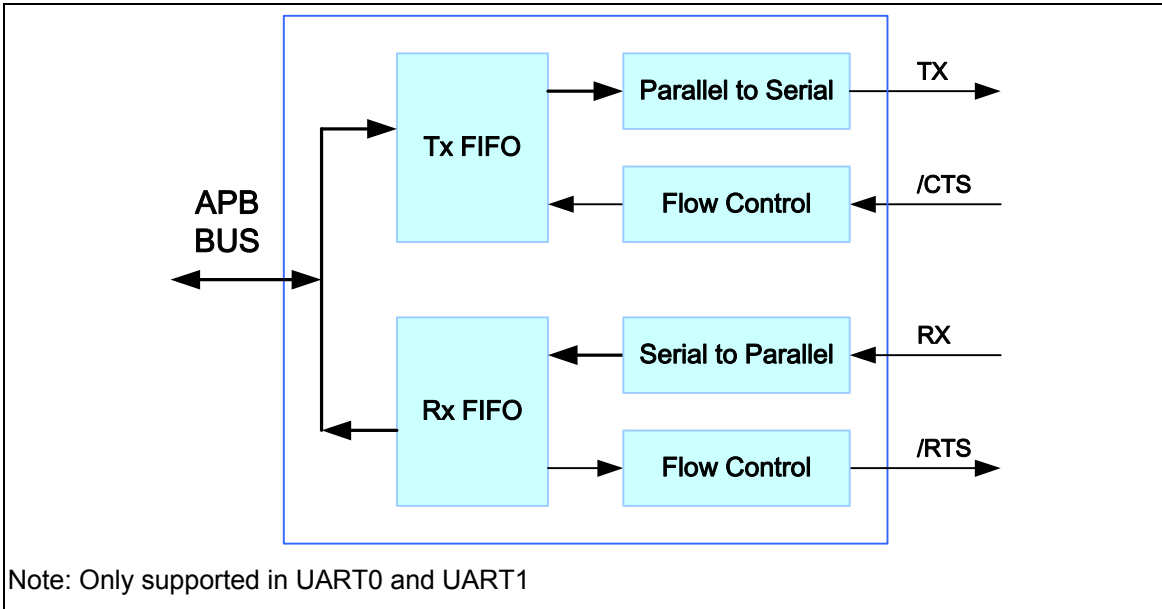 APB
BUS
Tx FIFO
Parallel to Serial
TX
Flow Control
/CTS
Rx FIFO
Serial to Parallel
RX
Flow Control
/RTS
Note: Only supported in UART0 and UART1